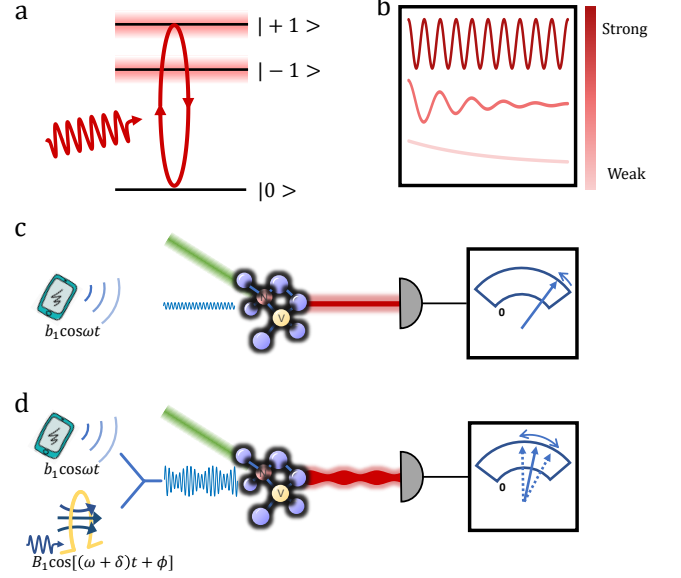 a
| + 1 >
| − 1 >
|0 >
b
Strong
Weak
c
b₁cosωt
N
V
0
d
b₁cosωt
N
V
0
B₁cos[(ω + δ)t + ϕ]